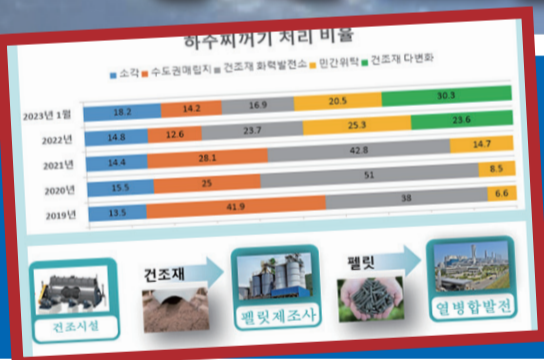 하수찌꺼기 처리 비율
소각 수도권매립지 건조재 화력발전소 민간위탁 건조재 다변화
2023년 1월 18.2 14.2 16.9 20.5 30.3
2022년 14.8 12.6 23.7 25.3 23.6
2021년 14.4 28.1 42.8 14.7
2020년 15.5 25 51 8.5
2019년 13.5 41.9 38 6.6
건조재 펠릿
건조시설 펠릿제조사 열병합발전